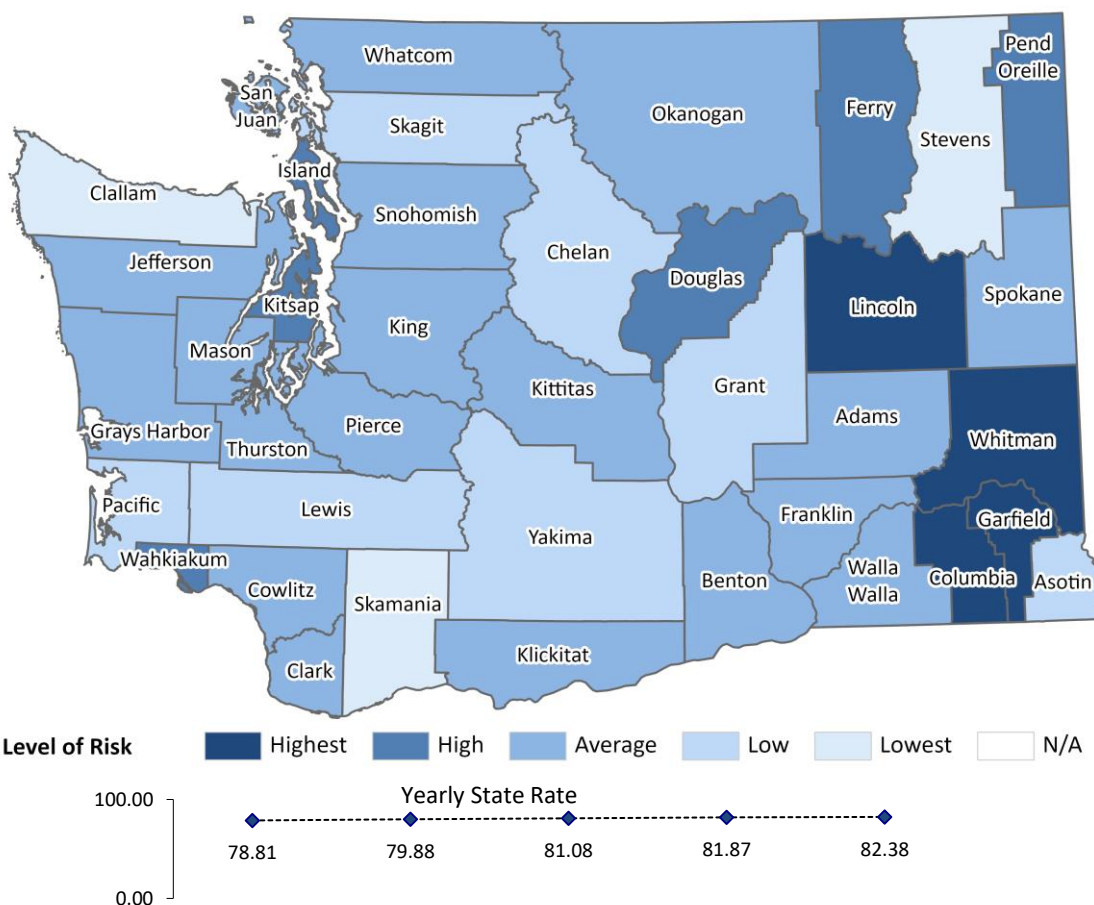 Whatcom
Pend
Oreille
San
Juan
Okanogan
Ferry
Skagit
Stevens
Island
Clallam
Snohomish
Chelan
Jefferson
Douglas
Kitsap
Lincoln
Spokane
King
Mason
Kittitas
Grant
Adams
Pierce
Grays Harbor
Whitman
Thurston
Pacific
Lewis
Franklin
Garfield
Yakima
Wahkiakum
Walla
Walla
Columbia
Asotin
Benton
Cowlitz
Skamania
Klickitat
Clark
Level of Risk Highest High Average Low Lowest N/A
Yearly State Rate
100.00
78.81 79.88 81.08 81.87 82.38
0.00